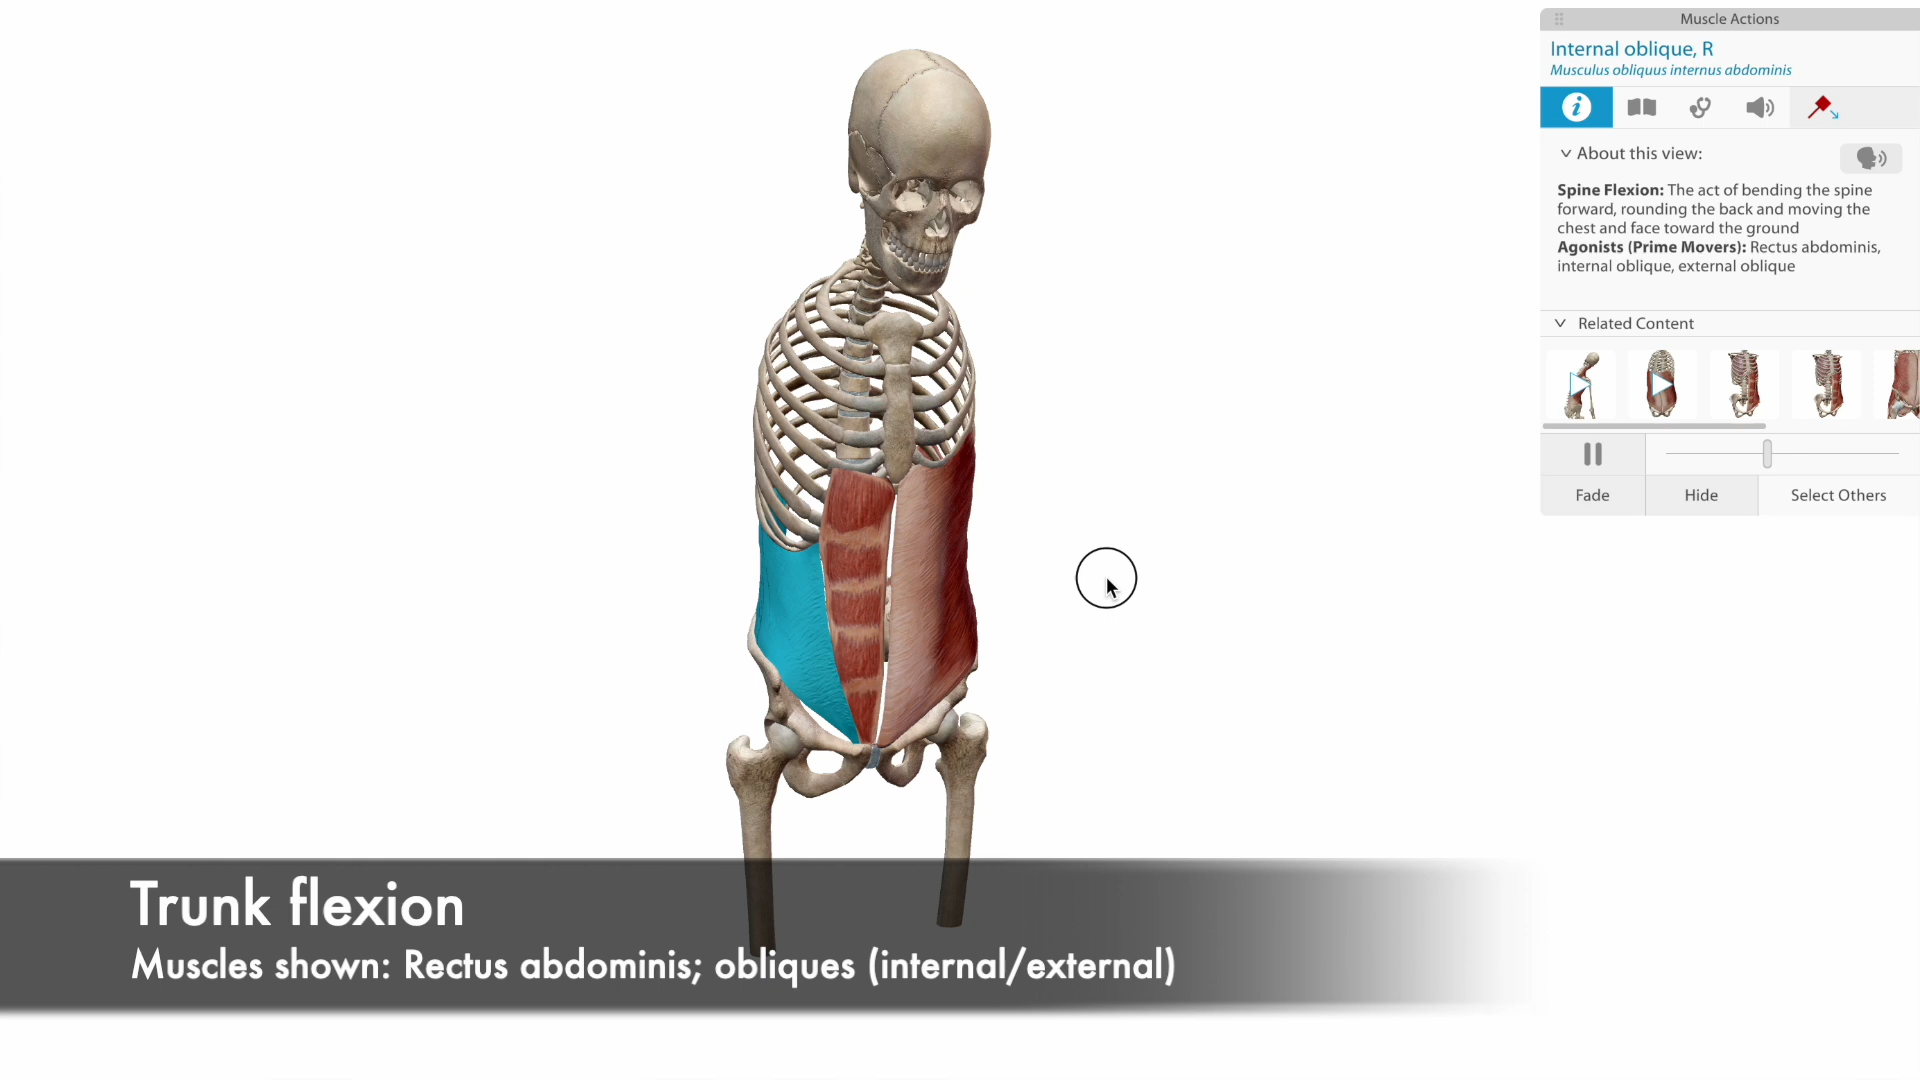 Muscle Actions
Internal oblique, R
Musculus obliquus internus abdominis
About this view:
Spine Flexion: The act of bending the spine
forward, rounding the back and moving the
chest and face toward the ground
Agonists (Prime Movers): Rectus abdominis,
internal oblique, external oblique
Related Content
Fade
Hide
Select Others
Trunk flexion
Muscles shown: Rectus abdominis; obliques (internal/external)